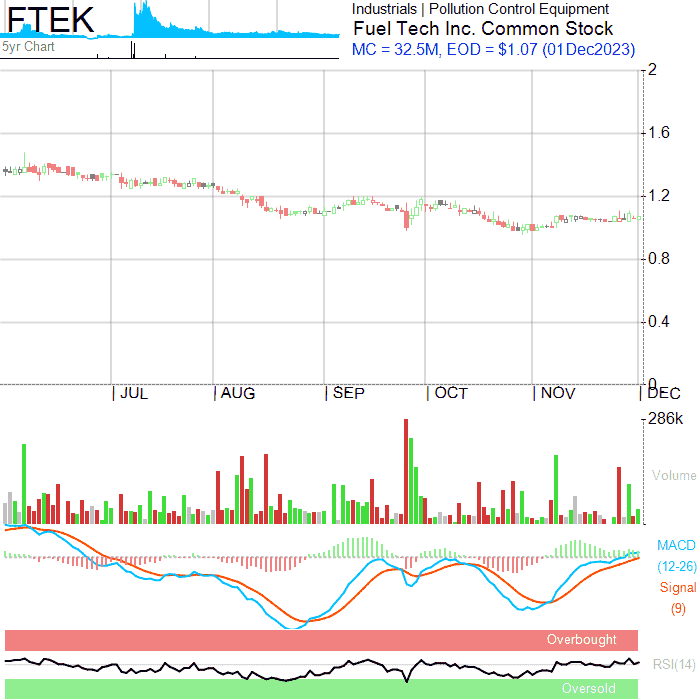 FTEK
5yr Chart
Industrials | Pollution Control Equipment
Fuel Tech Inc. Common Stock
MC = 32.5M, EOD = $1.07 (01Dec2023)
2
1.6
1.2
0.8
0.4
0
| JUL | AUG | SEP | OCT | NOV | DEC
286k
Volume
MACD
(12-26)
Signal
(9)
Overbought
RSI(14)
Oversold